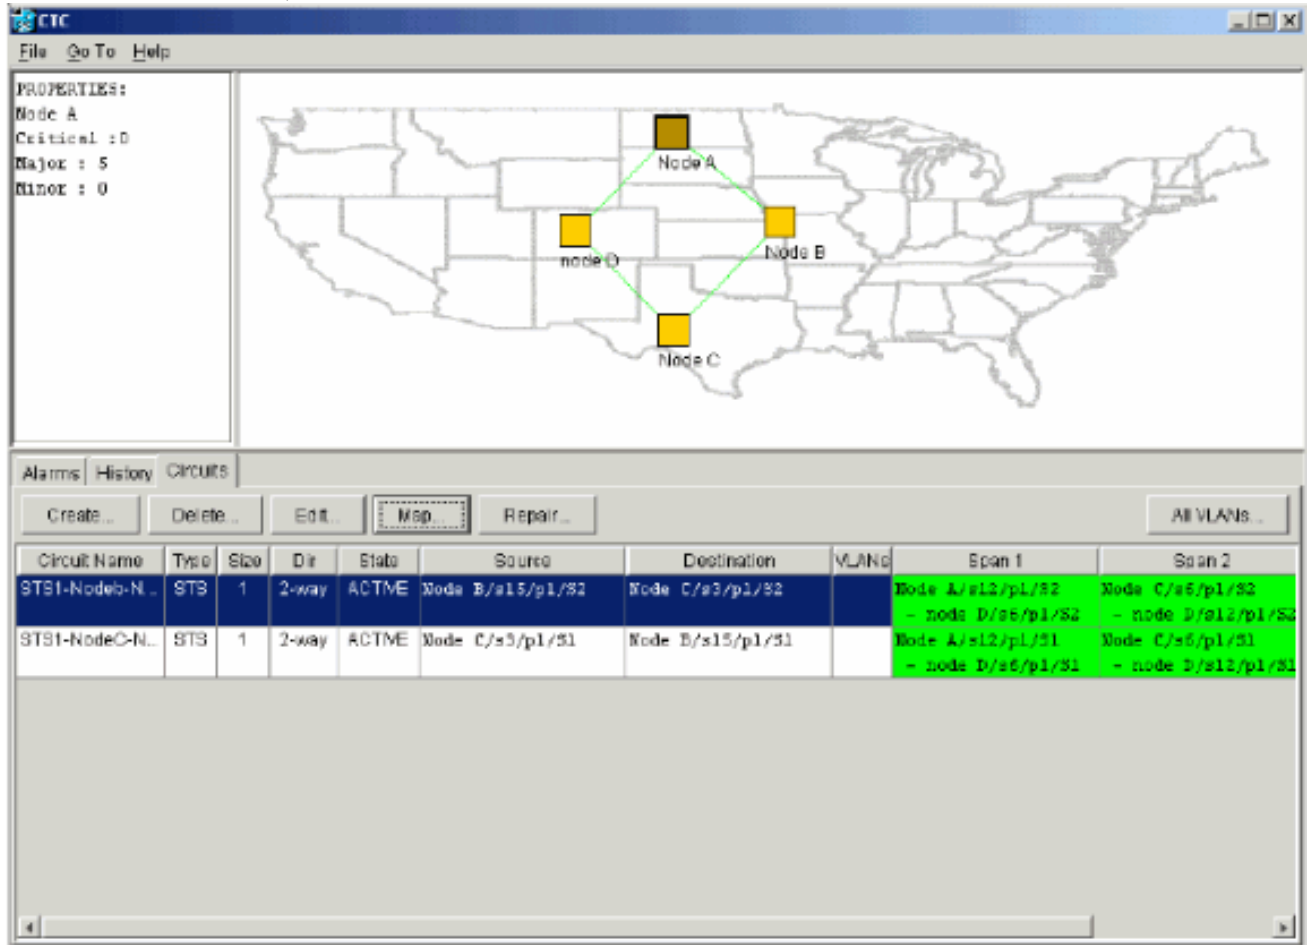 CTC
File Go To Help
PROPERTIES:
Node A
Critical :0
Major : 5
Minor : 0
Node A
Node B
node D
Node C
Alarms History Circuits
Create... Delete... Edit... Map... Repair... All VLANs...
Circuit Name Type Size Dir State Source Destination VLANs Span 1 Span 2
STS1-Nodeb-N... STS 1 2-way ACTIVE Node B/s15/p1/S2 Node C/s3/p1/S2 Node A/s12/p1/S2 Node C/s6/p1/S2
- node D/s6/p1/S2 - node D/s12/p1/S2
STS1-NodeC-N... STS 1 2-way ACTIVE Node C/s3/p1/S1 Node B/s15/p1/S1 Node A/s12/p1/S1 Node C/s6/p1/S1
- node D/s6/p1/S1 - node D/s12/p1/S1